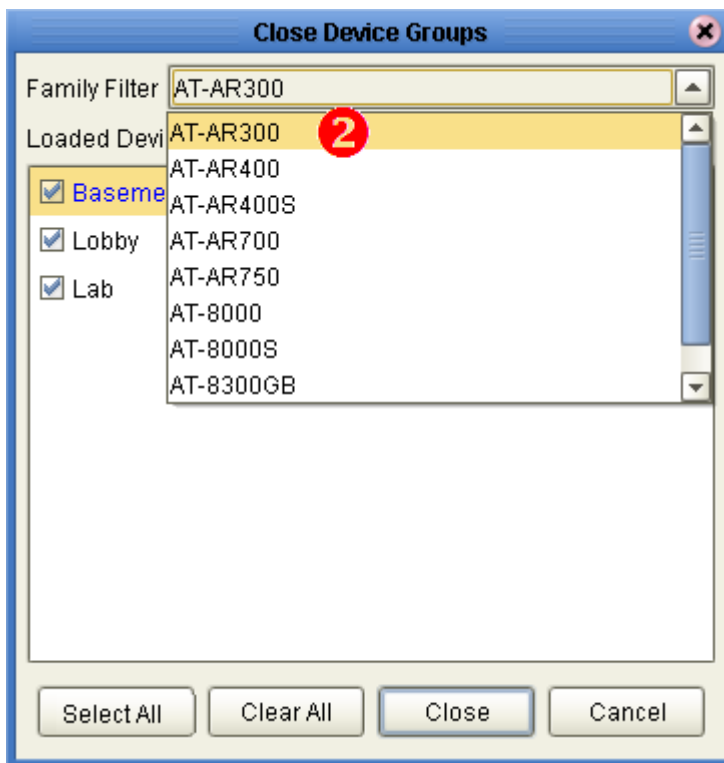 Close Device Groups
Family Filter AT-AR300
Loaded Devi AT-AR300 2
AT-AR400
Baseme
AT-AR400S
Lobby AT-AR700
AT-AR750
Lab
AT-8000
AT-8000S
AT-8300GB
Select All Clear All Close Cancel